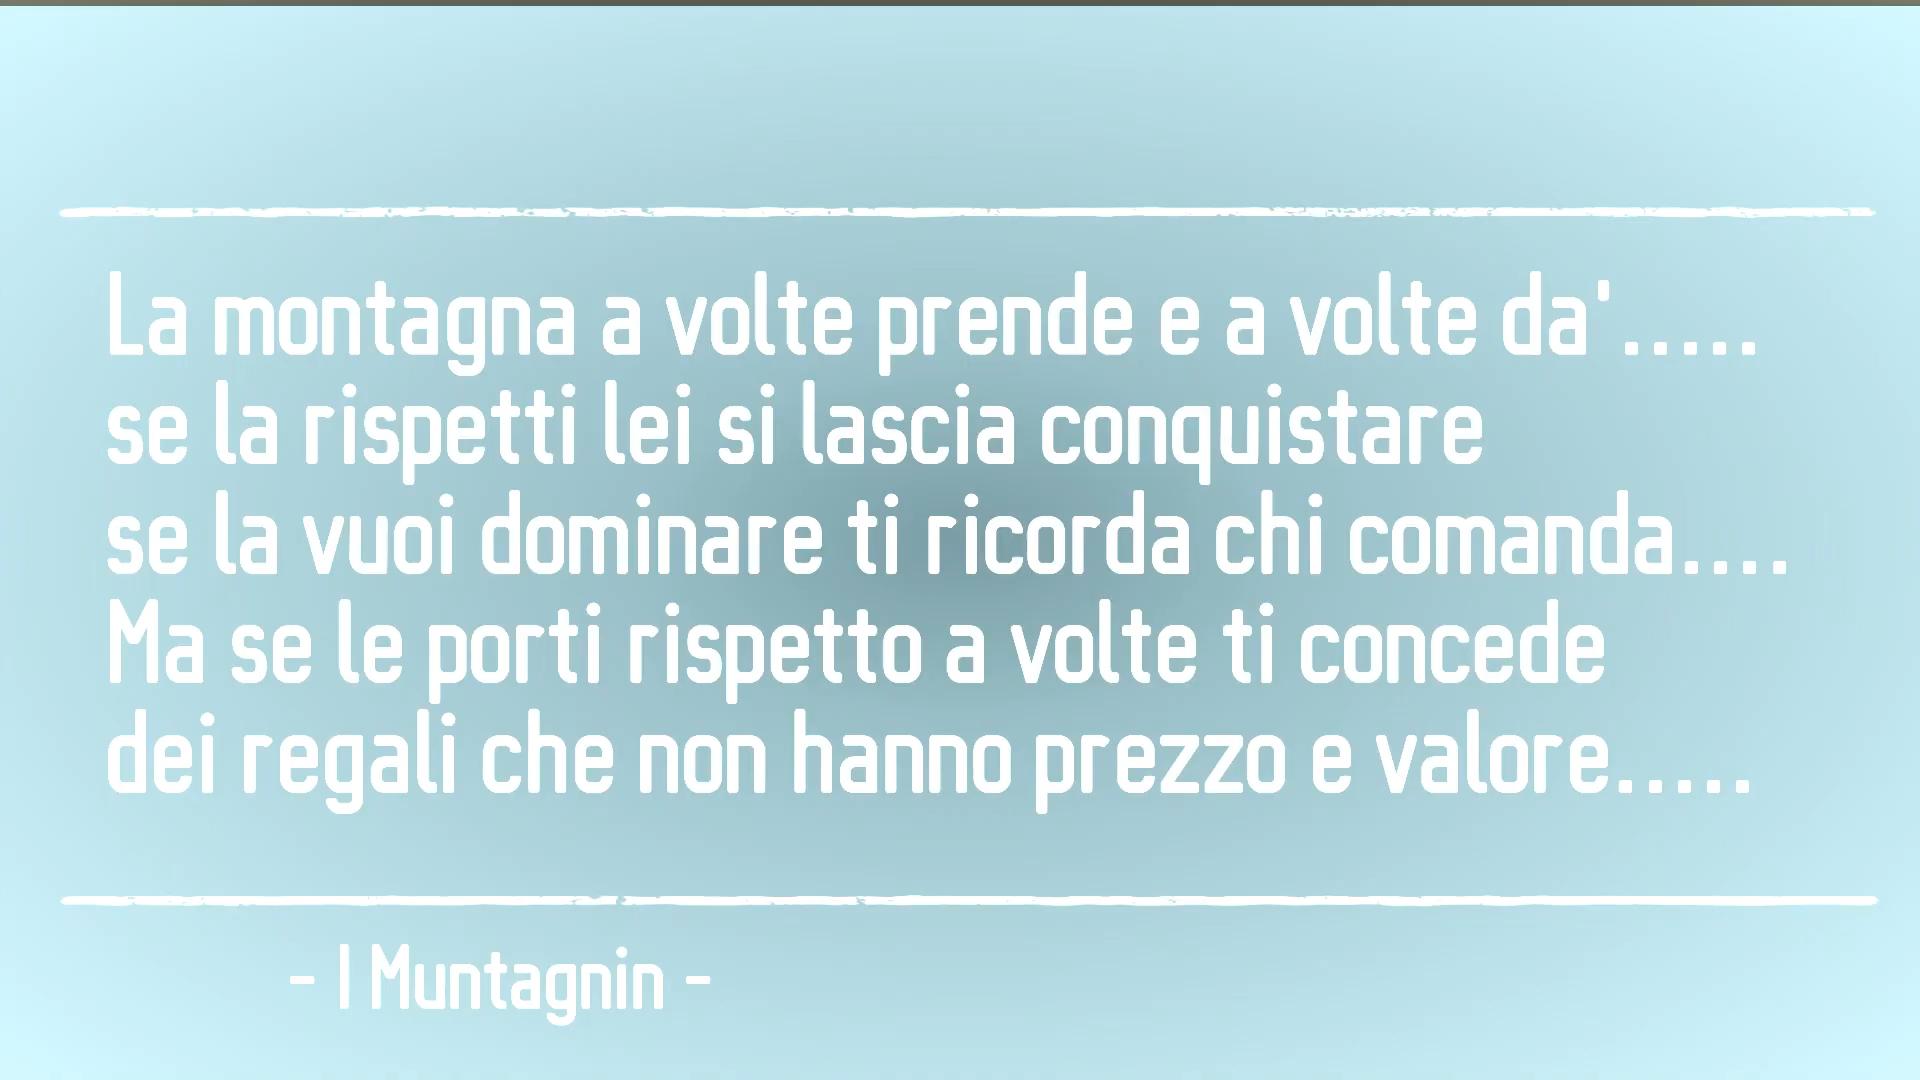 La montagna a volte prende e a volte da'.....
se la rispetti lei si lascia conquistare
se la vuoi dominare ti ricorda chi comanda....
Ma se le porti rispetto a volte ti concede
dei regali che non hanno prezzo e valore.....
- I Muntagnin -